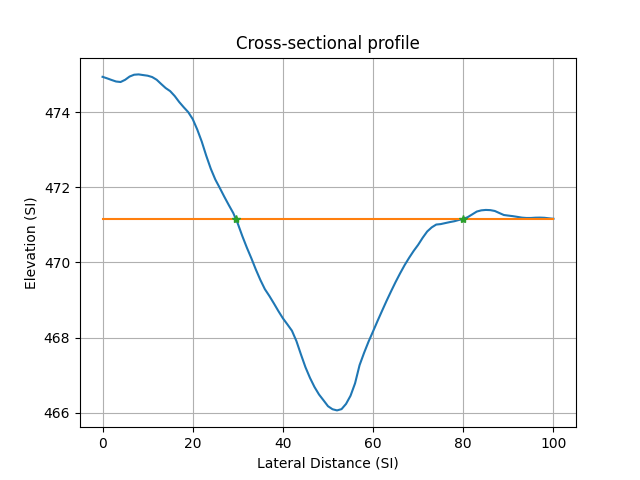 Cross-sectional profile
Elevation (SI)
474
472
470
468
466
0 20 40 60 80 100
Lateral Distance (SI)